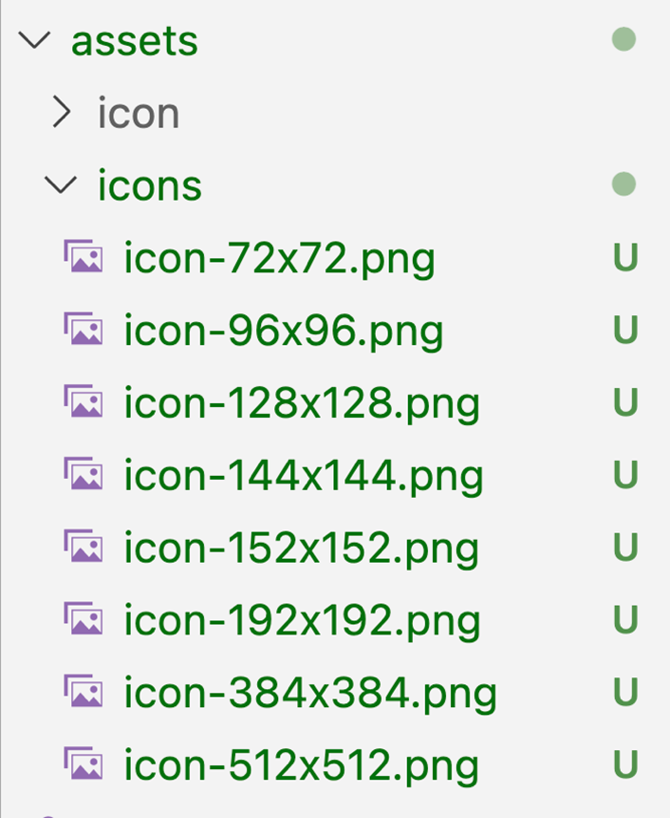 assets
icon
icons
icon-72x72.png U
icon-96x96.png U
icon-128x128.png U
icon-144x144.png U
icon-152x152.png U
icon-192x192.png U
icon-384x384.png U
icon-512x512.png U